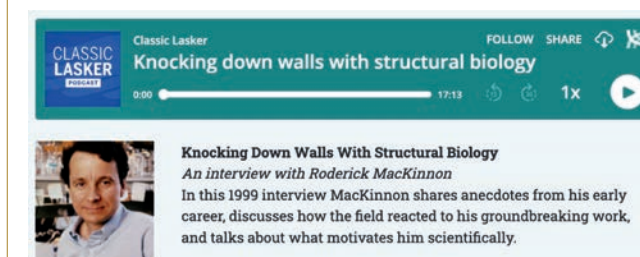 CLASSIC
LASKER
PODCAST
Classic Lasker
FOLLOW SHARE
Knocking down walls with structural biology
0:00
17:13
1x
Knocking Down Walls With Structural Biology
An interview with Roderick MacKinnon
In this 1999 interview MacKinnon shares anecdotes from his early
career, discusses how the field reacted to his groundbreaking work,
and talks about what motivates him scientifically.